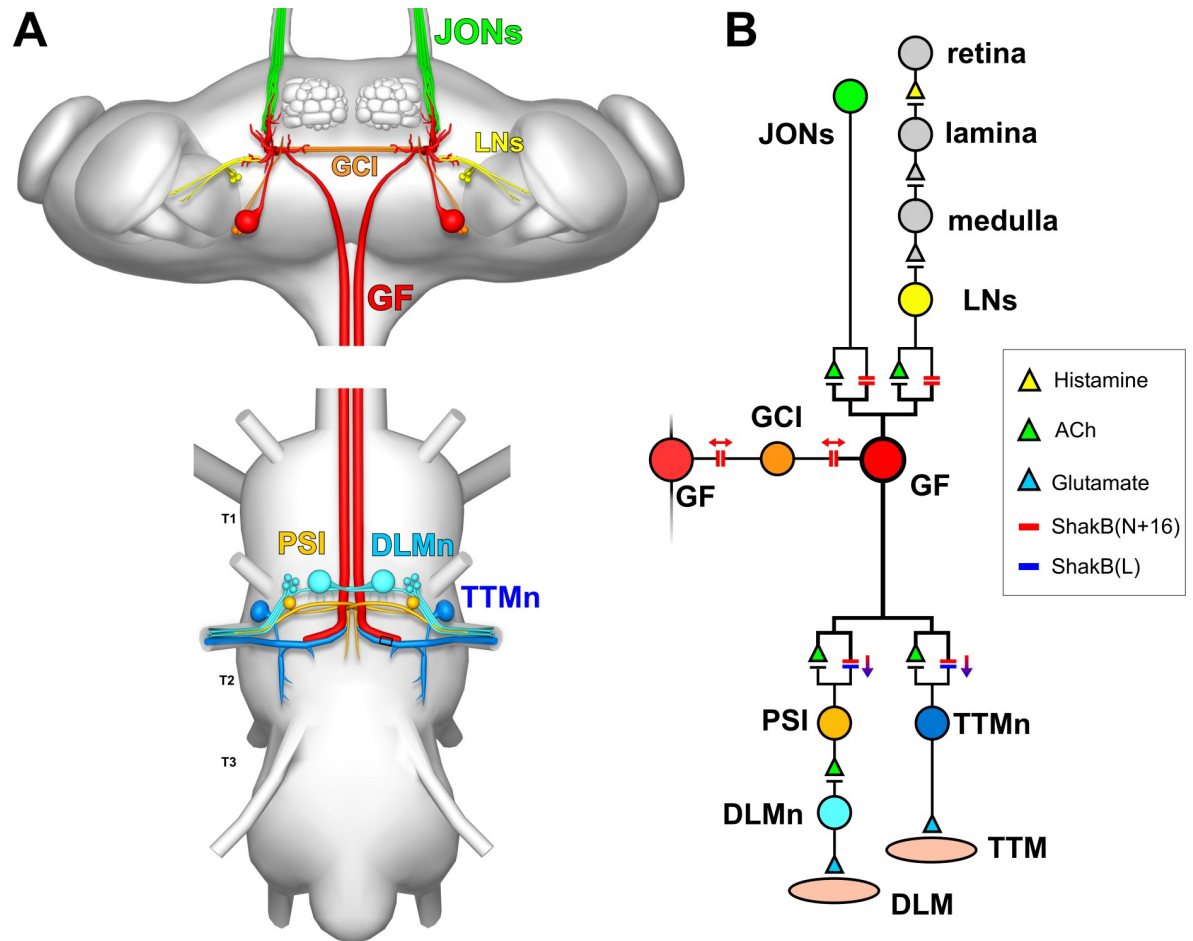 A
JONs
LNs
GCI
GF
T1
PSI
DLMn
TTMn
T2
T3
B
retina
JONs
lamina
medulla
LNs
GCI
GF
GF
PSI
TTMn
DLMn
TTM
DLM
Histamine
ACh
Glutamate
ShakB(N+16)
ShakB(L)